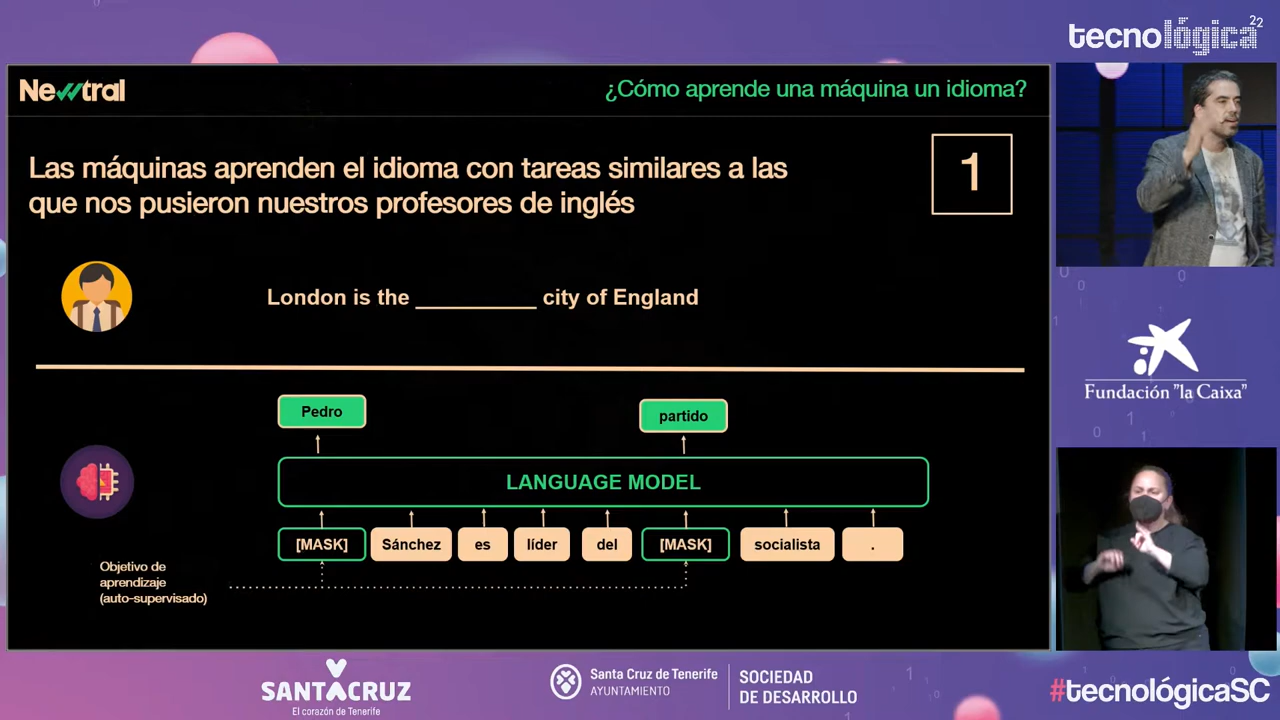 tecnológica22
Newtral
¿Cómo aprende una máquina un idioma?
Las máquinas aprenden el idioma con tareas similares a las
que nos pusieron nuestros profesores de inglés
1
London is the __________ city of England
Pedro
partido
LANGUAGE MODEL
[MASK] Sánchez es líder del [MASK] socialista .
Objetivo de
aprendizaje
(auto-supervisado)
Fundación "la Caixa"
SANTACRUZ
El corazón de Tenerife
Santa Cruz de Tenerife
AYUNTAMIENTO
SOCIEDAD
DE DESARROLLO
#tecnológicaSC